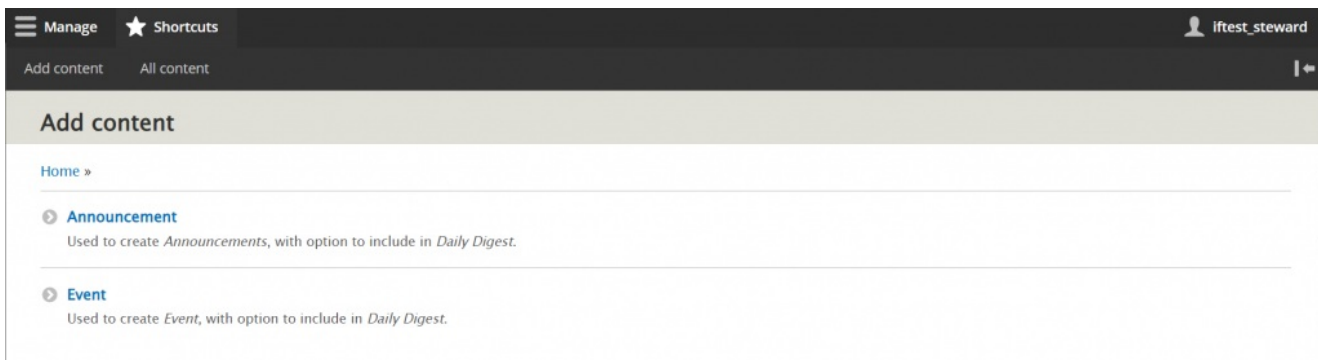 Manage Shortcuts iftest_steward
Add content All content
Add content
Home »
Announcement
Used to create Announcements, with option to include in Daily Digest.
Event
Used to create Event, with option to include in Daily Digest.